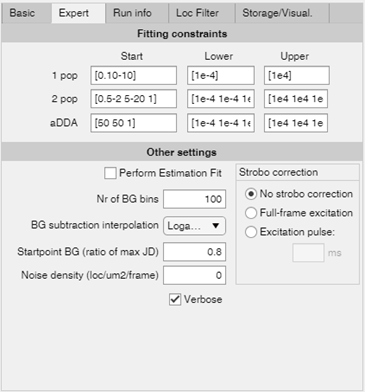 Basic Expert Run info Loc Filter Storage/Visual.
Fitting constraints
Start Lower Upper
1 pop [0.10-10] [1e-4] [1e4]
2 pop [0.5-2 5-20 1] [1e-4 1e-4 1e [1e4 1e4 1e
aDDA [50 50 1] [1e-4 1e-4 1e [1e4 1e4 1e
Other settings
Perform Estimation Fit
Nr of BG bins 100
BG subtraction interpolation Loga...
Startpoint BG (ratio of max JD) 0.8
Noise density (loc/um2/frame) 0
Verbose
Strobo correction
No strobo correction
Full-frame excitation
Excitation pulse:
ms